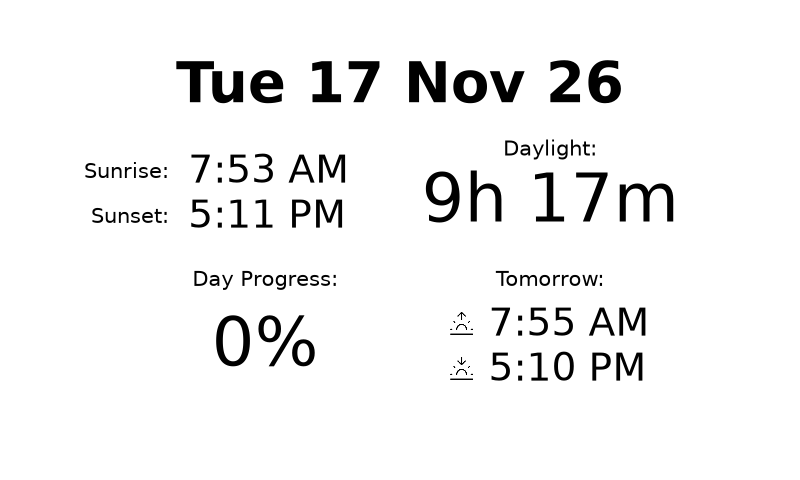 Tue 17 Nov 26
Sunrise: 7:53 AM
Sunset: 5:11 PM
Daylight:
9h 17m
Day Progress:
0%
Tomorrow:
7:55 AM
5:10 PM